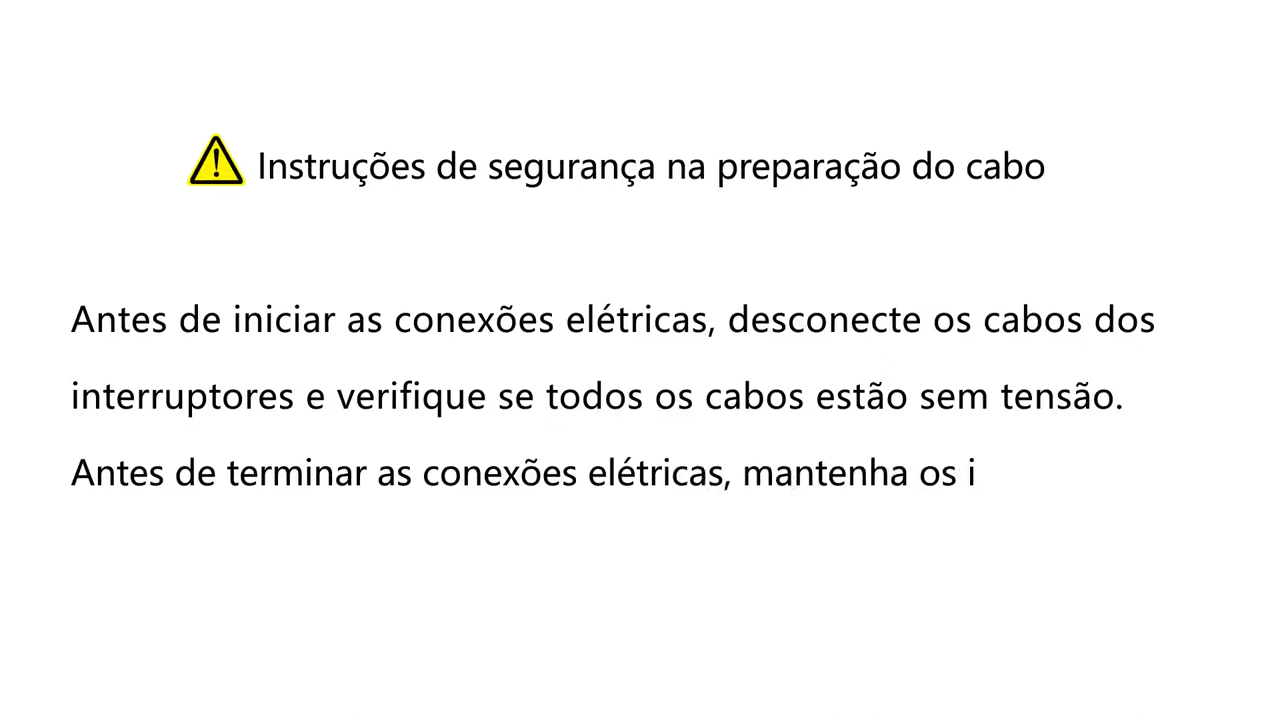 Instruções de segurança na preparação do cabo
Antes de iniciar as conexões elétricas, desconecte os cabos dos
interruptores e verifique se todos os cabos estão sem tensão.
Antes de terminar as conexões elétricas, mantenha os i